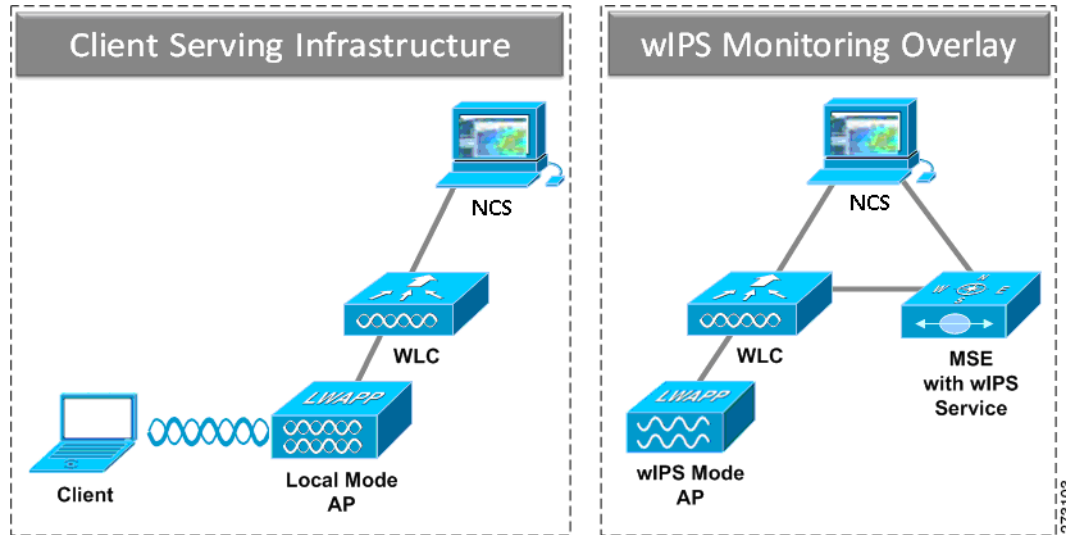 Client Serving Infrastructure
NCS
WLC
LWAPP
Local Mode
AP
Client
wIPS Monitoring Overlay
NCS
N
W
E
S
WLC
MSE
with wIPS
Service
LWAPP
wIPS Mode
AP